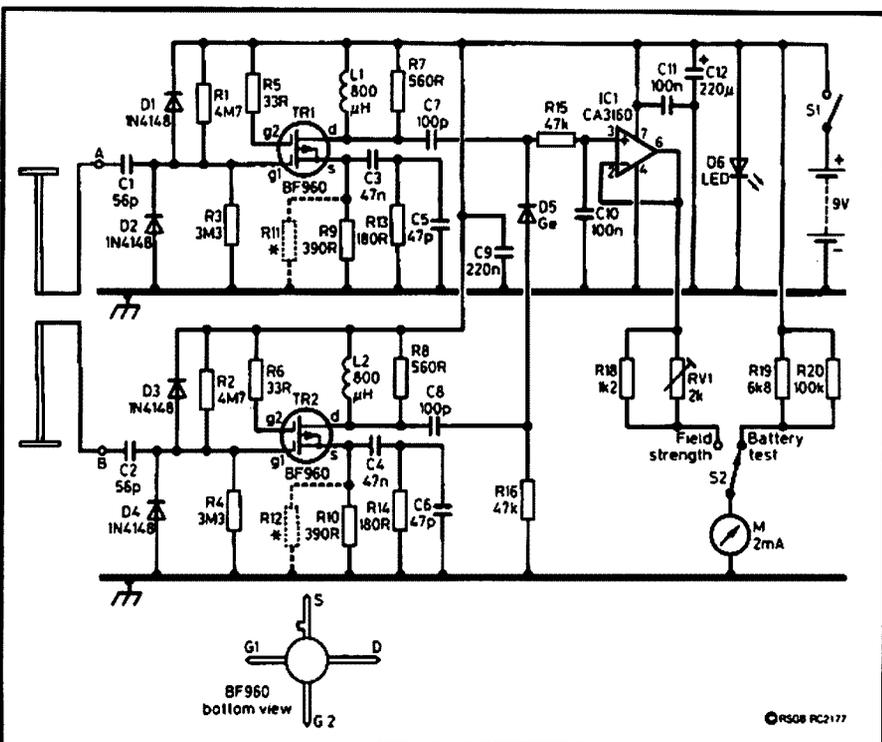 D1
1N4148
R1
4M7
R5
33R
TR1
L1
800
µH
R7
560R
C7
100p
R15
47k
IC1
CA3160
C11
100n
C12
220µ
+
S1
g2
d
g1
s
BF960
A
C1
56p
D2
1N4148
R3
3M3
R11
*
R9
390R
C3
47n
R13
180R
C5
47p
C9
220n
D5
Ge
C10
100n
3
+
2
-
7
6
4
D6
LED
+
9V
-
D3
1N4148
R2
4M7
R6
33R
TR2
L2
800
µH
R8
560R
C8
100p
g2
d
g1
s
BF960
B
C2
56p
D4
1N4148
R4
3M3
R12
*
R10
390R
C4
47n
R14
180R
C6
47p
R16
47k
R18
1k2
RV1
2k
R19
6k8
R20
100k
Field
strength
Battery
test
S2
M
2mA
S
G1
D
G2
BF960
bottom view
©RSGB RC2177